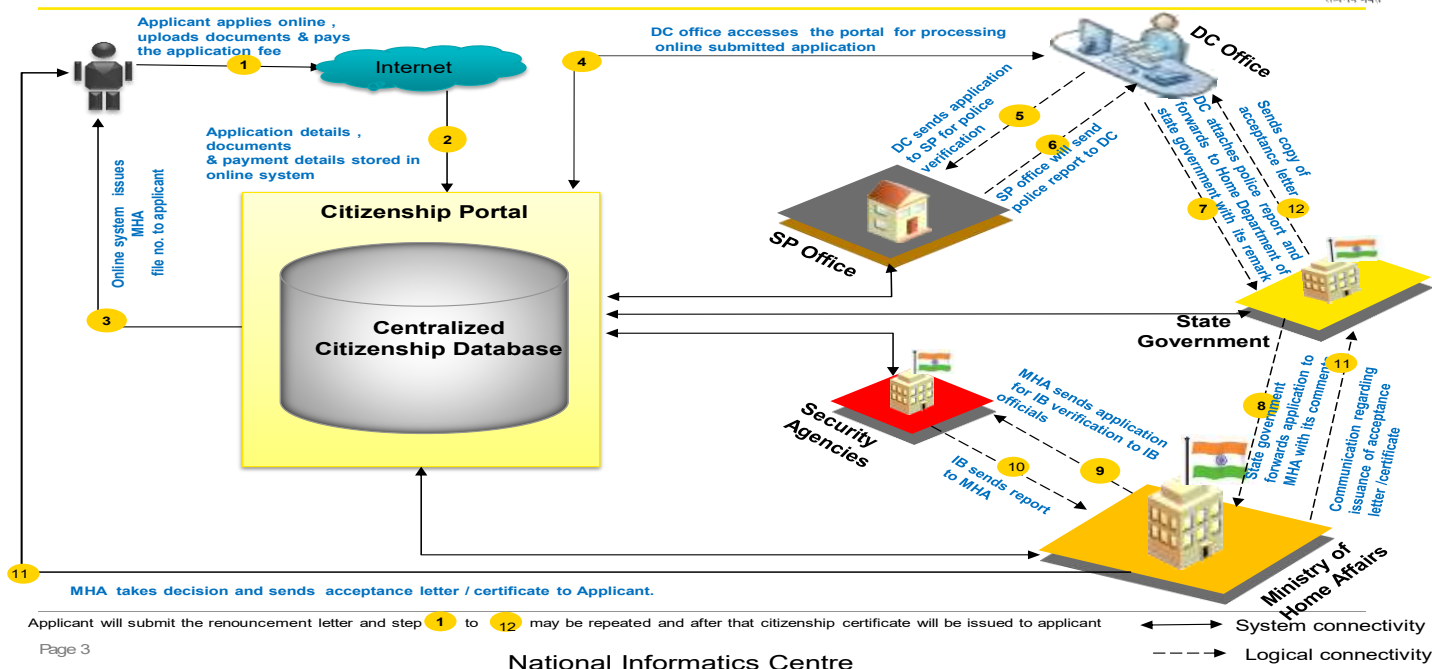 Applicant applies online ,
uploads documents & pays
the application fee
1
Internet
2
Application details ,
documents
& payment details stored in
online system
Online system issues
MHA
file no. to applicant
3
Citizenship Portal
Centralized
Citizenship Database
4
DC office accesses the portal for processing
online submitted application
DC Office
DC sends application
to SP for police
verification
5
6
SP office will send
police report to DC
SP Office
DC attaches police report and
forwards to Home Department of
state government with its remark
7
Sends copy of
acceptance letter
12
State
Government
8
State government
forwards application to
MHA with its comments
11
Communication regarding
issuance of acceptance
letter /certificate
Security
Agencies
MHA sends application
for IB verification to IB
officials
9
10
IB sends report
to MHA
Ministry of
Home Affairs
11
MHA takes decision and sends acceptance letter / certificate to Applicant.
Applicant will submit the renouncement letter and step 1 to 12 may be repeated and after that citizenship certificate will be issued to applicant
System connectivity
Logical connectivity
Page 3
National Informatics Centre